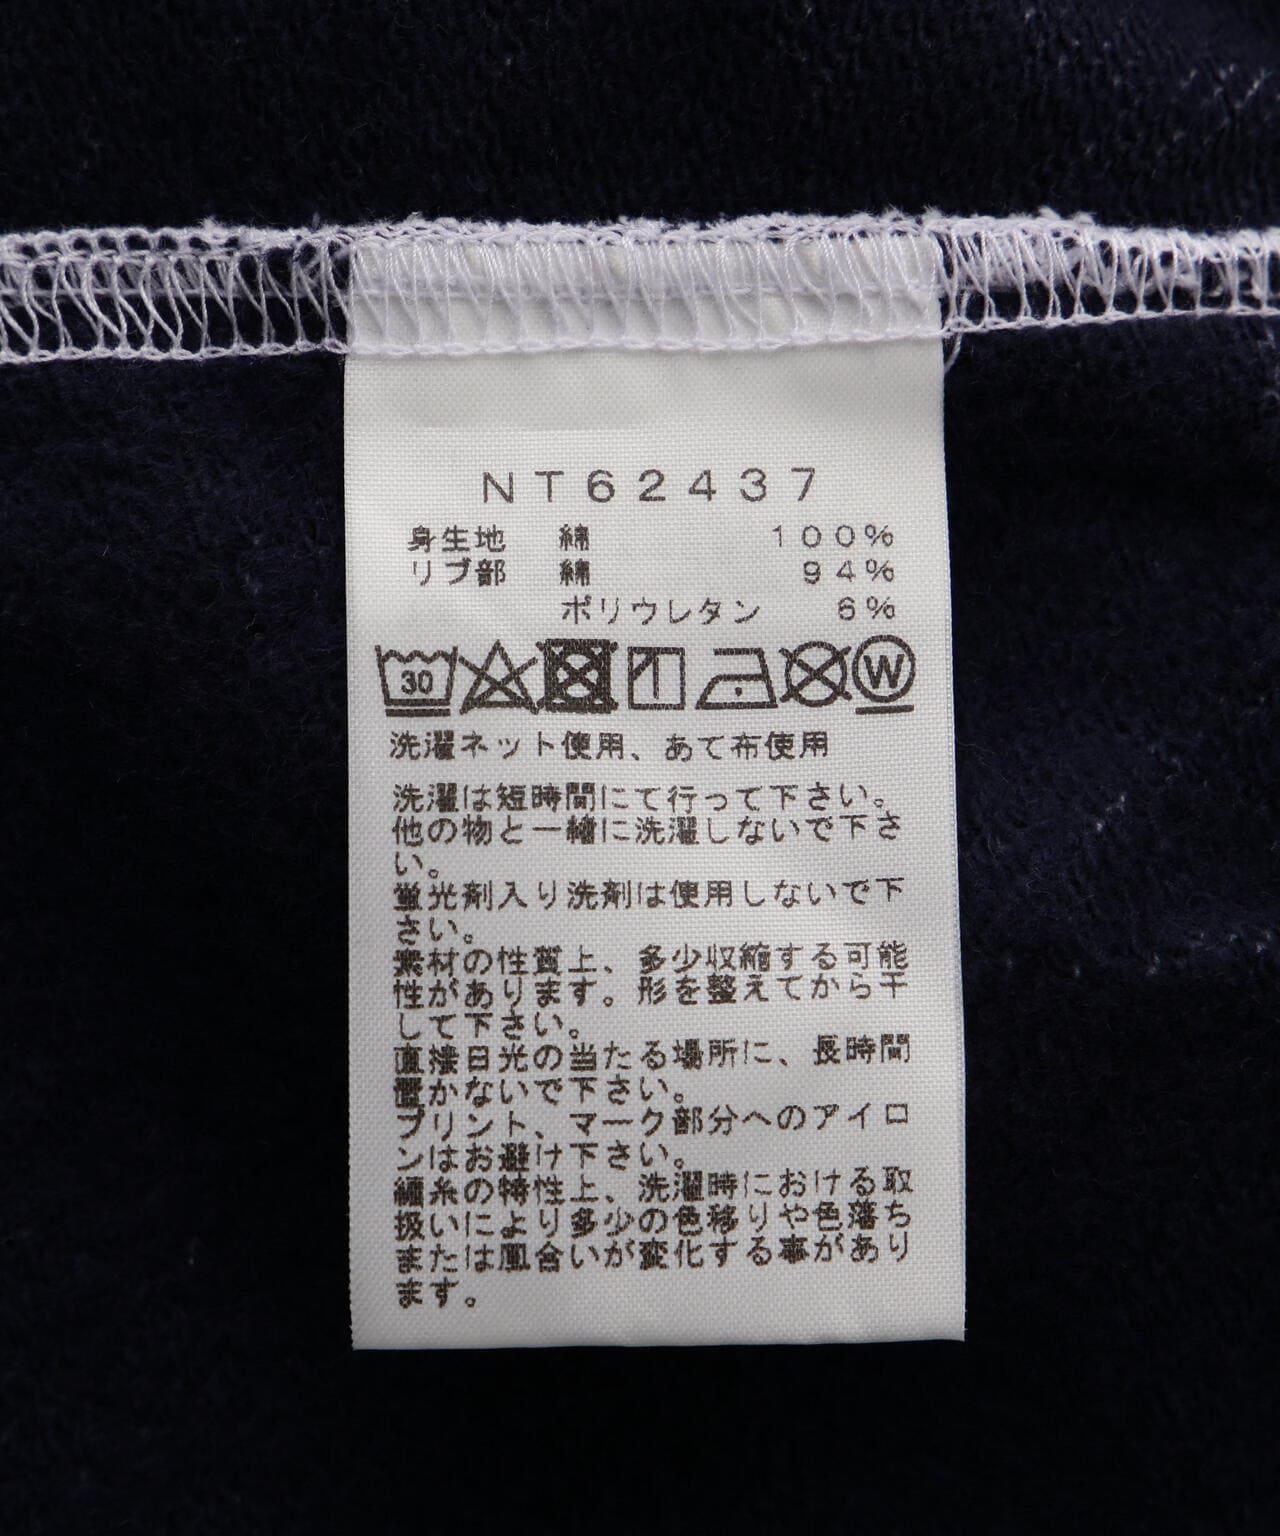 NT62437
身生地 綿 100%
リブ部 綿 94%
ポリウレタン 6%
30 W
洗濯ネット使用、あて布使用
洗濯は短時間にて行って下さい。
他の物と一緒に洗濯しないで下さ
い。
蛍光剤入り洗剤は使用しないで下
さい。
素材の性質上、多少収縮する可能
性があります。形を整えてから干
して下さい。
直接日光の当たる場所に、長時間
置かないで下さい。
プリント、マーク部分へのアイロ
ンはお避け下さい。
綿糸の特性上、洗濯時における取
扱いにより多少の色移りや色落ち
または風合いが変化する事があり
ます。